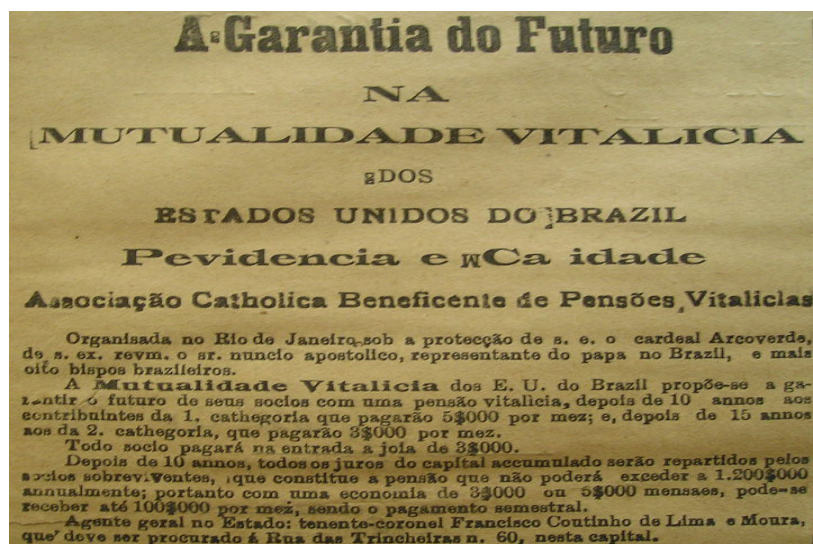 A Garantia do Futuro
NA
MUTUALIDADE VITALICIA
DOS
ESTADOS UNIDOS DO BRAZIL
Pevidencia e Ca idade
Associação Catholica Beneficente de Pensões Vitalicias
Organisada no Rio de Janeiro sob a protecção de s. e. o cardeal Arcoverde,
de s. ex. revm. o sr. nuncio apostolico, representante do papa no Brazil, e mais
oito bispos brazileiros.
A Mutualidade Vitalicia dos E. U. do Brazil propõe-se a ga-
rantir o futuro de seus socios com uma pensão vitalicia, depois de 10 annos aos
contribuintes da 1. cathegoria que pagarão 5$000 por mez; e, depois de 15 annos
aos da 2. cathegoria, que pagarão 3$000 por mez.
Todo socio pagará na entrada a joia de 3$000.
Depois de 10 annos, todos os juros do capital accumulado serão repartidos pelos
socios sobreviventes, que constitue a pensão que não poderá exceder a 1.200$000
annualmente; portanto com uma economia de 3$000 ou 5$000 mensaes, pode-se
receber até 100$000 por mez, sendo o pagamento semestral.
Agente geral no Estado: tenente-coronel Francisco Coutinho de Lima e Moura,
que deve ser procurado á Rua das Trincheiras n. 60, nesta capital.